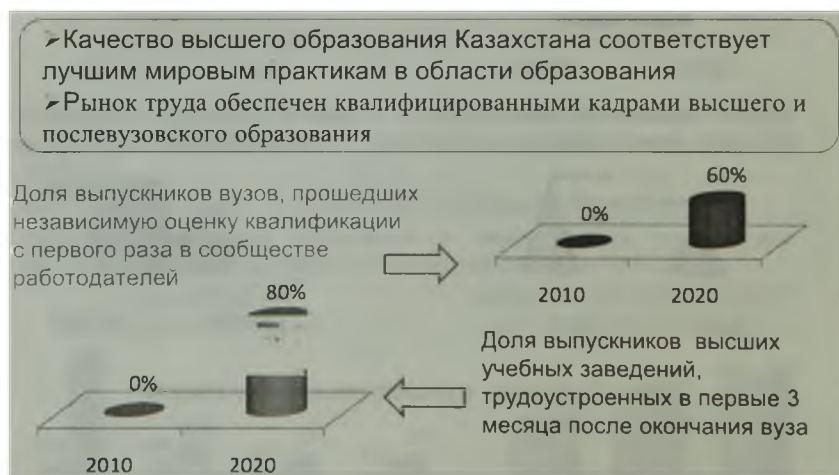 ➢Качество высшего образования Казахстана соответствует
лучшим мировым практикам в области образования
➢Рынок труда обеспечен квалифицированными кадрами высшего и
послевузовского образования
Доля выпускников вузов, прошедших
независимую оценку квалификации
с первого раза в сообществе
работодателей
0%
60%
2010
2020
80%
0%
2010
2020
Доля выпускников высших
учебных заведений,
трудоустроенных в первые 3
месяца после окончания вуза